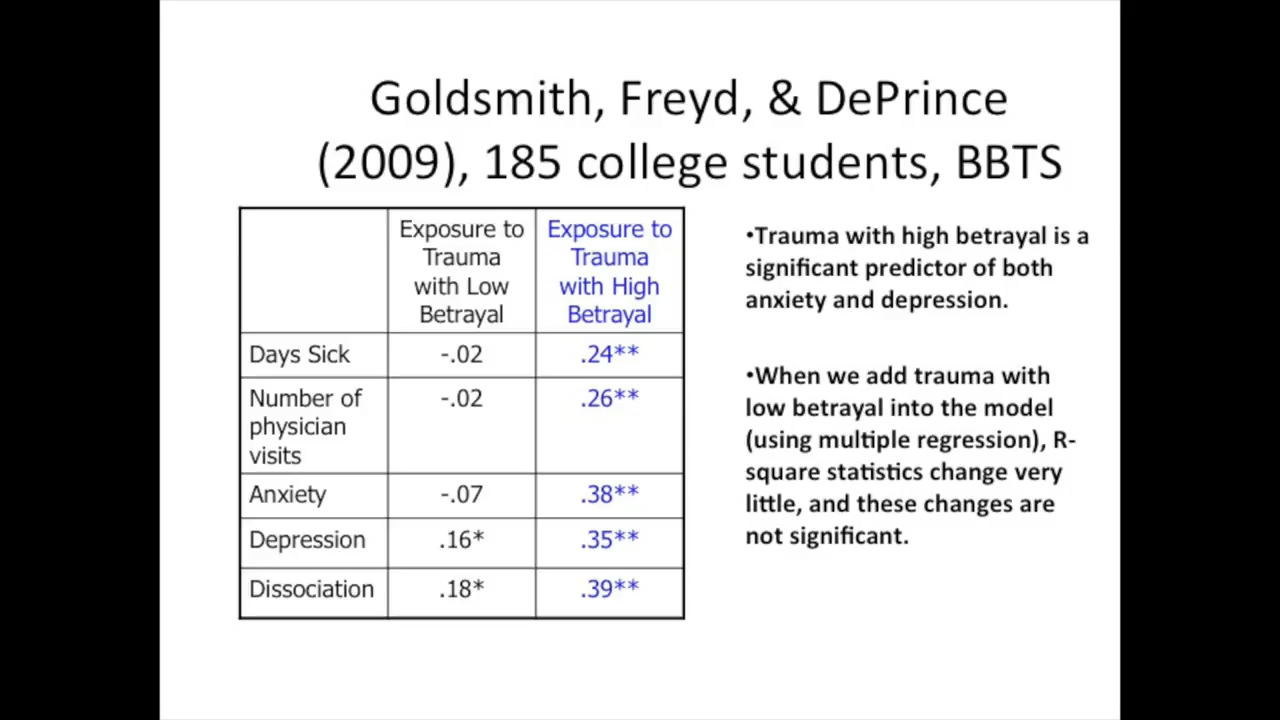 Goldsmith, Freyd, & DePrince
(2009), 185 college students, BBTS
Exposure to
Trauma
with Low
Betrayal
Exposure to
Trauma
with High
Betrayal
Days Sick
-.02
.24**
Number of
physician
visits
-.02
.26**
Anxiety
-.07
.38**
Depression
.16*
.35**
Dissociation
.18*
.39**
•Trauma with high betrayal is a
significant predictor of both
anxiety and depression.
•When we add trauma with
low betrayal into the model
(using multiple regression), R-
square statistics change very
little, and these changes are
not significant.